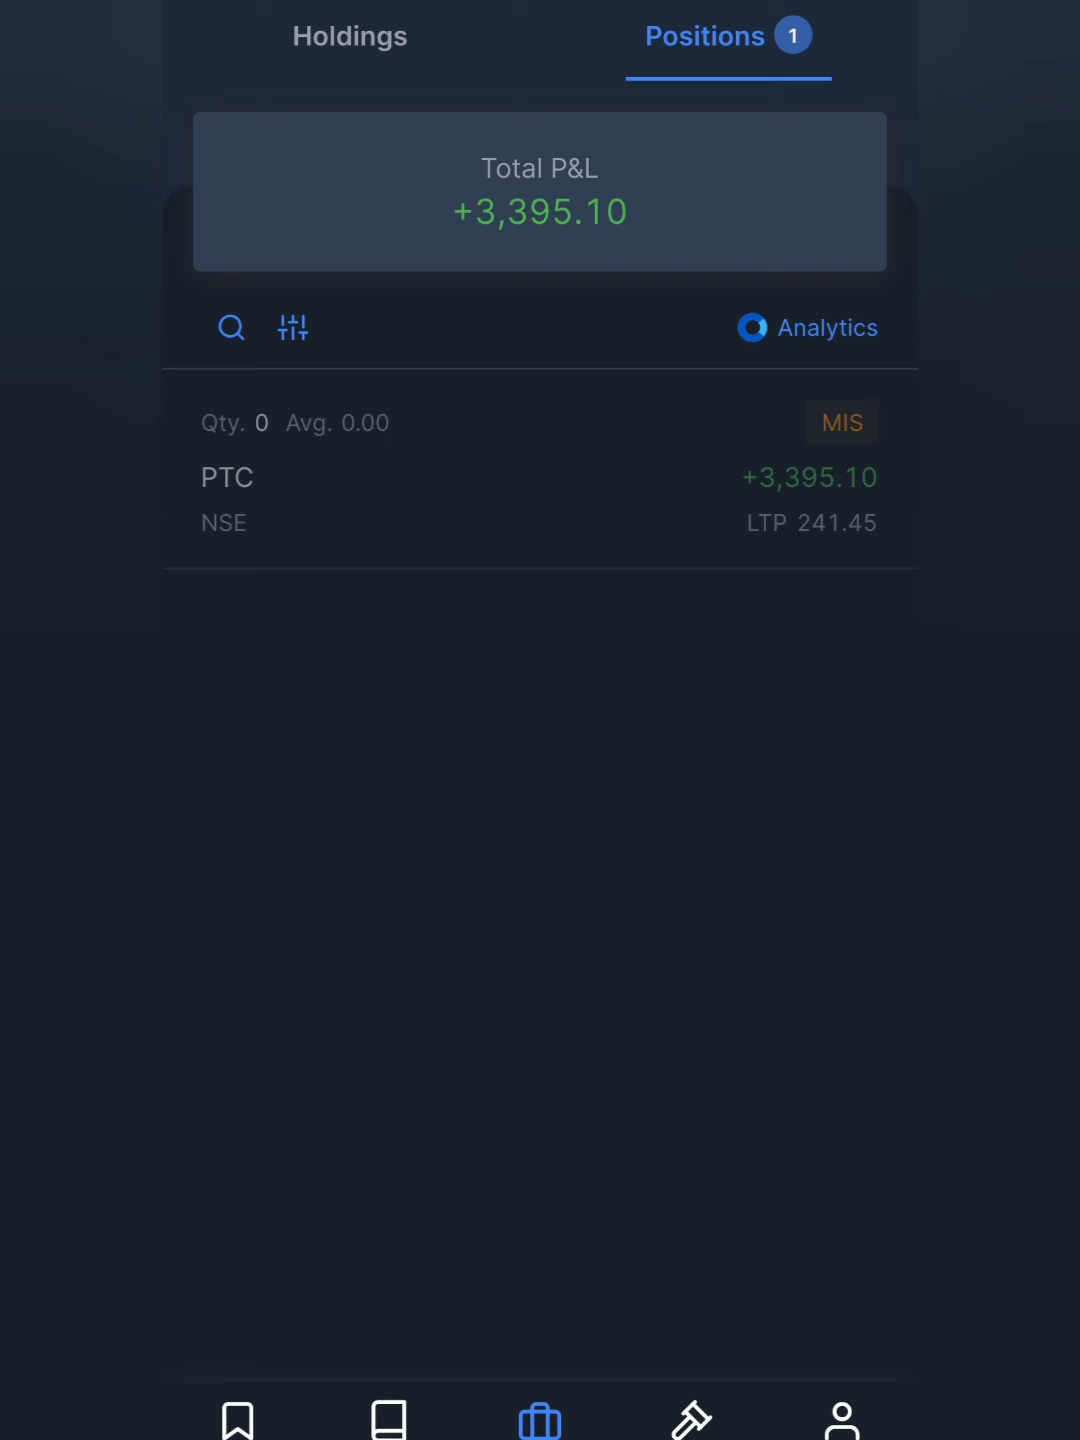 Holdings
Positions 1
Total P&L
+3,395.10
Analytics
Qty. 0 Avg. 0.00 MIS
PTC +3,395.10
NSE LTP 241.45